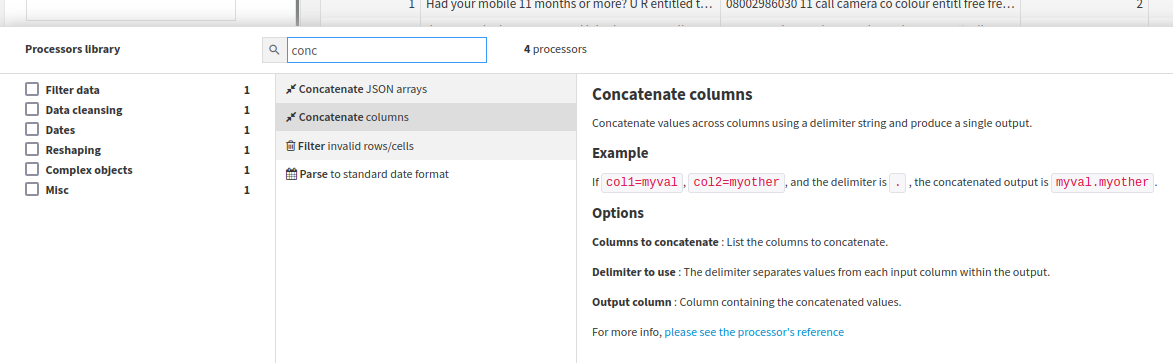 1 Had your mobile 11 months or more? U R entitled t… 08002986030 11 call camera co colour entitl free fre… 2
Processors library
conc
4 processors
Filter data 1
Data cleansing 1
Dates 1
Reshaping 1
Complex objects 1
Misc 1
Concatenate JSON arrays
Concatenate columns
Filter invalid rows/cells
Parse to standard date format
Concatenate columns
Concatenate values across columns using a delimiter string and produce a single output.
Example
If col1=myval , col2=myother , and the delimiter is . , the concatenated output is myval.myother .
Options
Columns to concatenate : List the columns to concatenate.
Delimiter to use : The delimiter separates values from each input column within the output.
Output column : Column containing the concatenated values.
For more info, please see the processor's reference